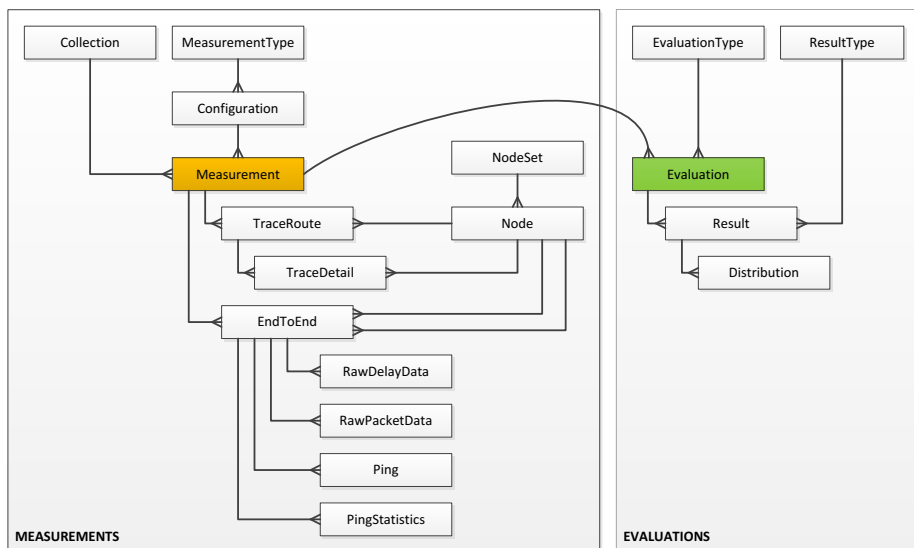 Collection
MeasurementType
EvaluationType
ResultType
Configuration
Measurement
NodeSet
Evaluation
TraceRoute
Node
Result
TraceDetail
Distribution
EndToEnd
RawDelayData
RawPacketData
Ping
PingStatistics
MEASUREMENTS
EVALUATIONS